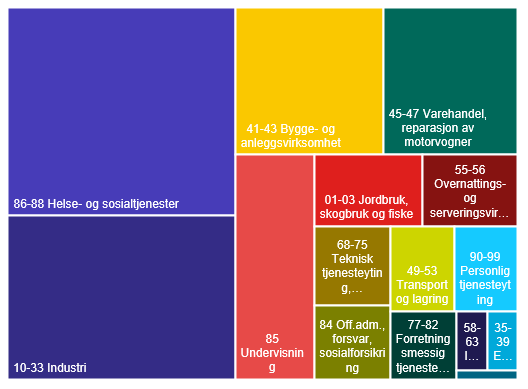 86-88 Helse- og sosialtjenester
10-33 Industri
41-43 Bygge- og
anleggsvirksomhet
45-47 Varehandel,
reparasjon av
motorvogner
85
Undervisnin
g
01-03 Jordbruk,
skogbruk og fiske
55-56
Overnattings-
og
serveringsvir...
68-75
Teknisk
tjenesteytin
g,...
49-53
Transport
og lagring
90-99
Personlig
tjenesteyt
ing
84 Off.adm.,
forsvar,
sosialforsikri
ng
77-82
Forretning
smessig
tjeneste...
58-
63
I...
35-
39
E...